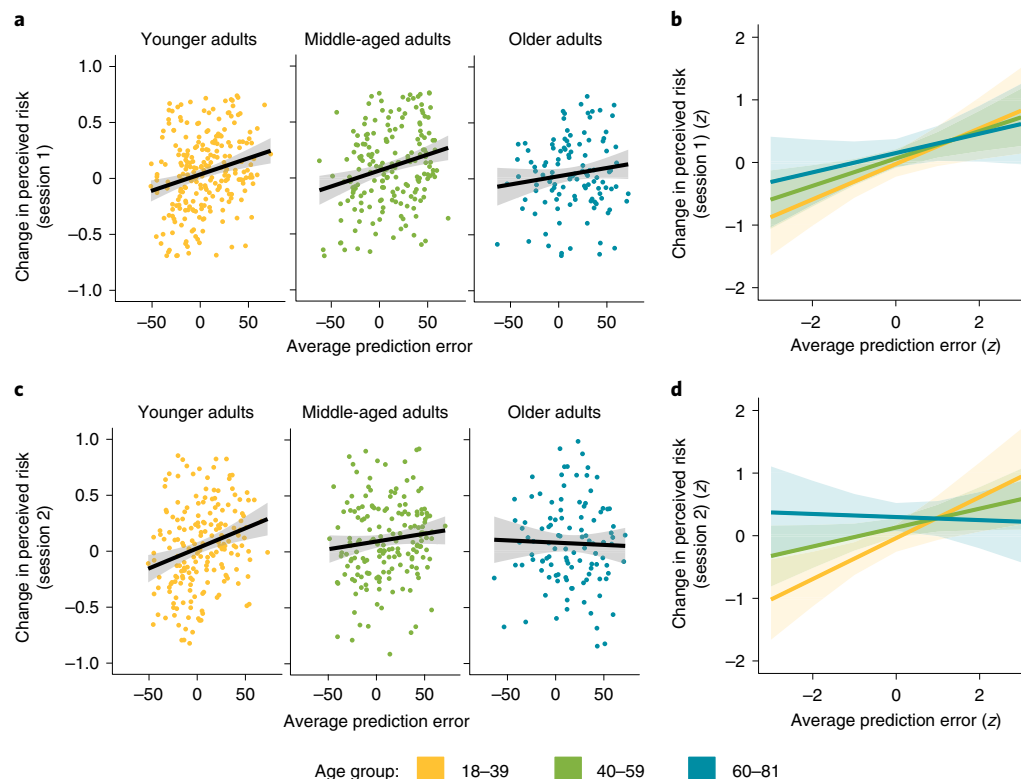 a
Younger adults
Middle-aged adults
Older adults
Change in perceived risk
(session 1)
1.0
0.5
0
–0.5
–1.0
–50 0 50
–50 0 50
–50 0 50
Average prediction error
b
Change in perceived risk
(session 1) (z)
2
1
0
–1
–2
–2 0 2
Average prediction error (z)
c
Younger adults
Middle-aged adults
Older adults
Change in perceived risk
(session 2)
1.0
0.5
0
–0.5
–1.0
–50 0 50
–50 0 50
–50 0 50
Average prediction error
d
Change in perceived risk
(session 2) (z)
2
1
0
–1
–2
–2 0 2
Average prediction error (z)
Age group: 18–39 40–59 60–81